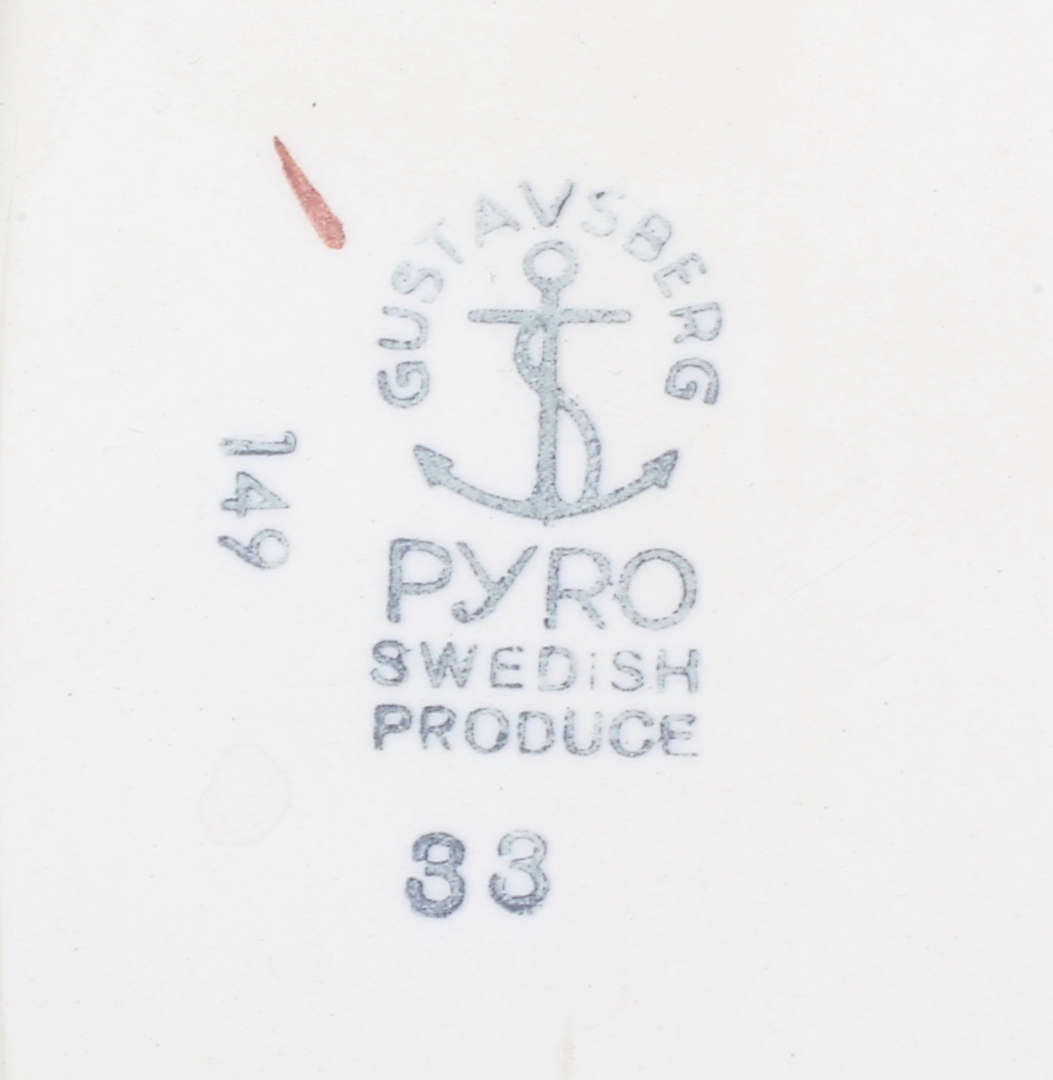 GUSTAVSBERG
149
PYRO
SWEDiSH
PRODUCE
33